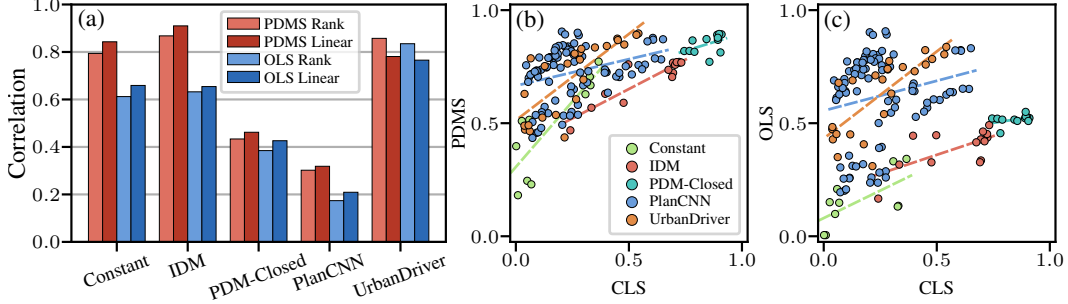 (a)
PDMS Rank
PDMS Linear
OLS Rank
OLS Linear
Correlation
1.0
0.8
0.6
0.4
0.2
0.0
Constant
IDM
PDM-Closed
PlanCNN
UrbanDriver
(b)
PDMS
1.0
0.5
0.0
0.0
0.5
1.0
CLS
Constant
IDM
PDM-Closed
PlanCNN
UrbanDriver
(c)
OLS
1.0
0.5
0.0
0.0
0.5
1.0
CLS